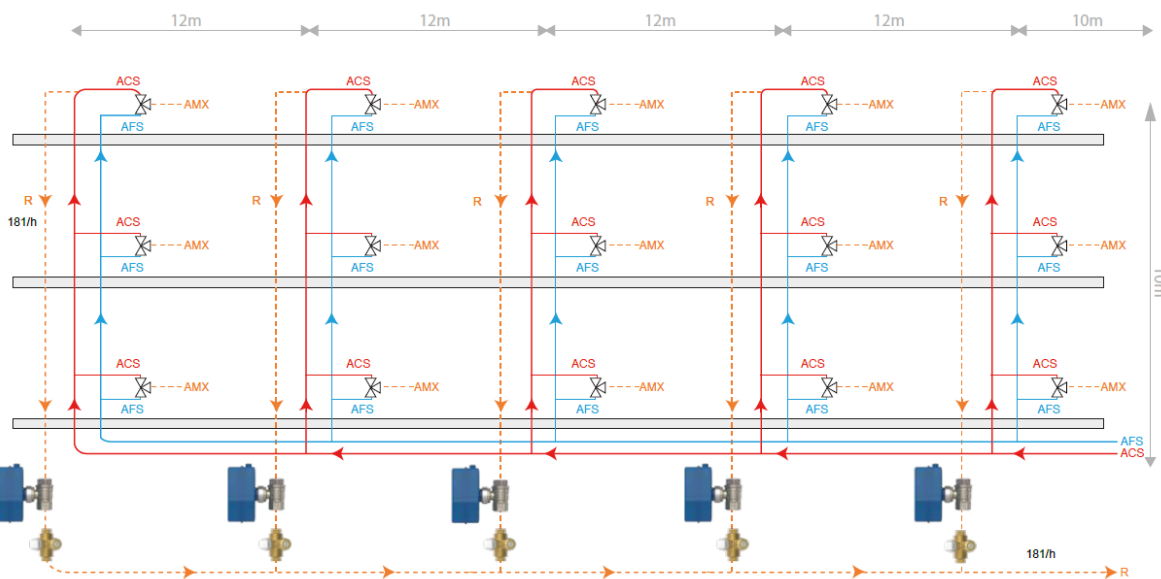 12m 12m 12m 12m 10m
ACS ACS ACS ACS ACS
AMX AMX AMX AMX AMX
AFS AFS AFS AFS AFS
R R R R R
181/h
ACS ACS ACS ACS ACS
AMX AMX AMX AMX AMX
AFS AFS AFS AFS AFS
10m
ACS ACS ACS ACS ACS
AMX AMX AMX AMX AMX
AFS AFS AFS AFS AFS
AFS
ACS
181/h
R